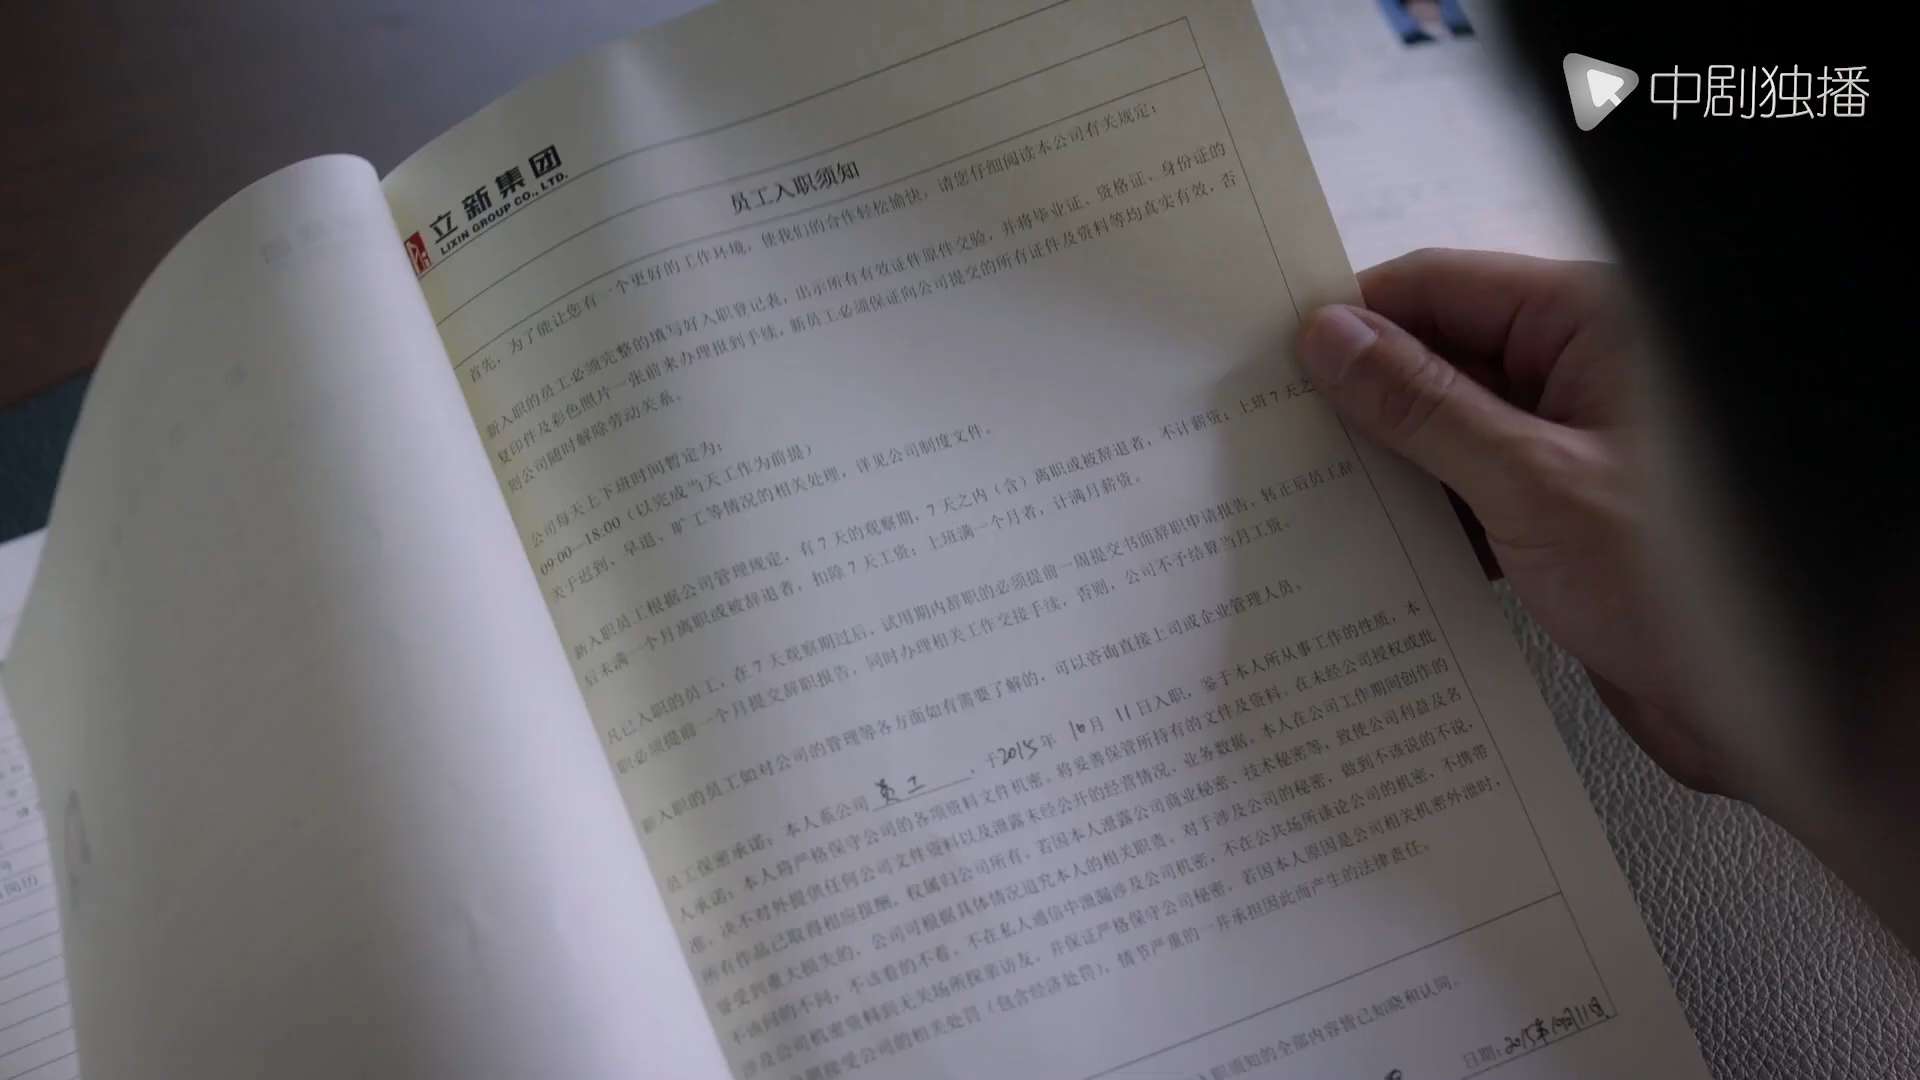 中剧独播
立新集团
LIXIN GROUP CO., LTD.
员工入职须知
首先，为了能让您有一个更好的工作环境，使我们的合作轻松愉快，请您仔细阅读本公司有关规定：
新入职的员工必须完整的填写好入职登记表，出示所有有效证件原件交验，并将毕业证、资格证、身份证的
复印件及彩色照片一张前来办理报到手续，新员工必须保证向公司提交的所有证件及资料等均真实有效，否
则公司随时解除劳动关系。
公司每天上下班时间暂定为：
09:00—18:00（以完成当天工作为前提）
关于迟到、早退、旷工等情况的相关处理，详见公司制度文件。
新入职员工根据公司管理规定，有7天的观察期，7天之内（含）离职或被辞退者，不计薪资；上班7天之
后未满一个月离职或被辞退者，扣除7天工资；上班满一个月者，计满月薪资。
凡已入职的员工，在7天观察期过后，试用期内辞职的必须提前一周提交书面辞职申请报告，转正后员工辞
职必须提前一个月提交辞职报告，同时办理相关工作交接手续，否则，公司不予结算当月工资。
新入职的员工如对公司的管理等各方面如有需要了解的，可以咨询直接上司或企业管理人员。
员工保密承诺：本人系公司 员工 ，于2015年 10月 11日入职，鉴于本人所从事工作的性质，本
人承诺：本人将严格保守公司的各项资料文件机密。将妥善保管所持有的文件及资料。在未经公司授权或批
准，决不对外提供任何公司文件资料以及泄露未经公开的经营情况、业务数据。本人在公司工作期间创作的
所有作品已取得相应报酬，权属归公司所有。若因本人泄露公司商业秘密、技术秘密等，致使公司利益及名
誉受到重大损失的，公司可根据具体情况追究本人的相关职责。对于涉及公司的秘密，做到不该说的不说，
不该问的不问，不该看的不看。不在私人通信中泄漏涉及公司机密，不在公共场所谈论公司的机密，不携带
涉及公司机密资料到无关场所探亲访友，并保证严格保守公司秘密，若因本人原因是公司相关机密外泄时，
接受公司的相关处罚（包含经济处罚），情节严重的一并承担因此而产生的法律责任。
职须知的全部内容皆已知晓和认同。
日期：2015年10月11日